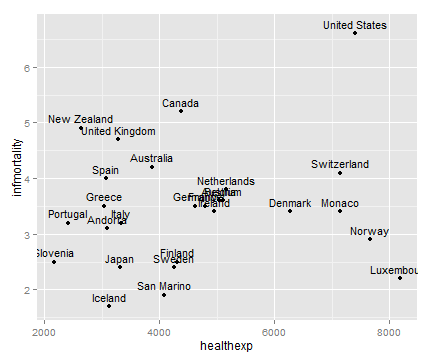 United States
6
Canada
5
New Zealand
United Kingdom
Australia
Switzerland
Spain
4
Netherlands
Greece
Ireland
Denmark
Monaco
Portugal
Italy
Andorra
3
Norway
Slovenia
Japan
Sweden
Finland
Luxembou
San Marino
2
Iceland
infmortality
2000
4000
6000
8000
healthexp